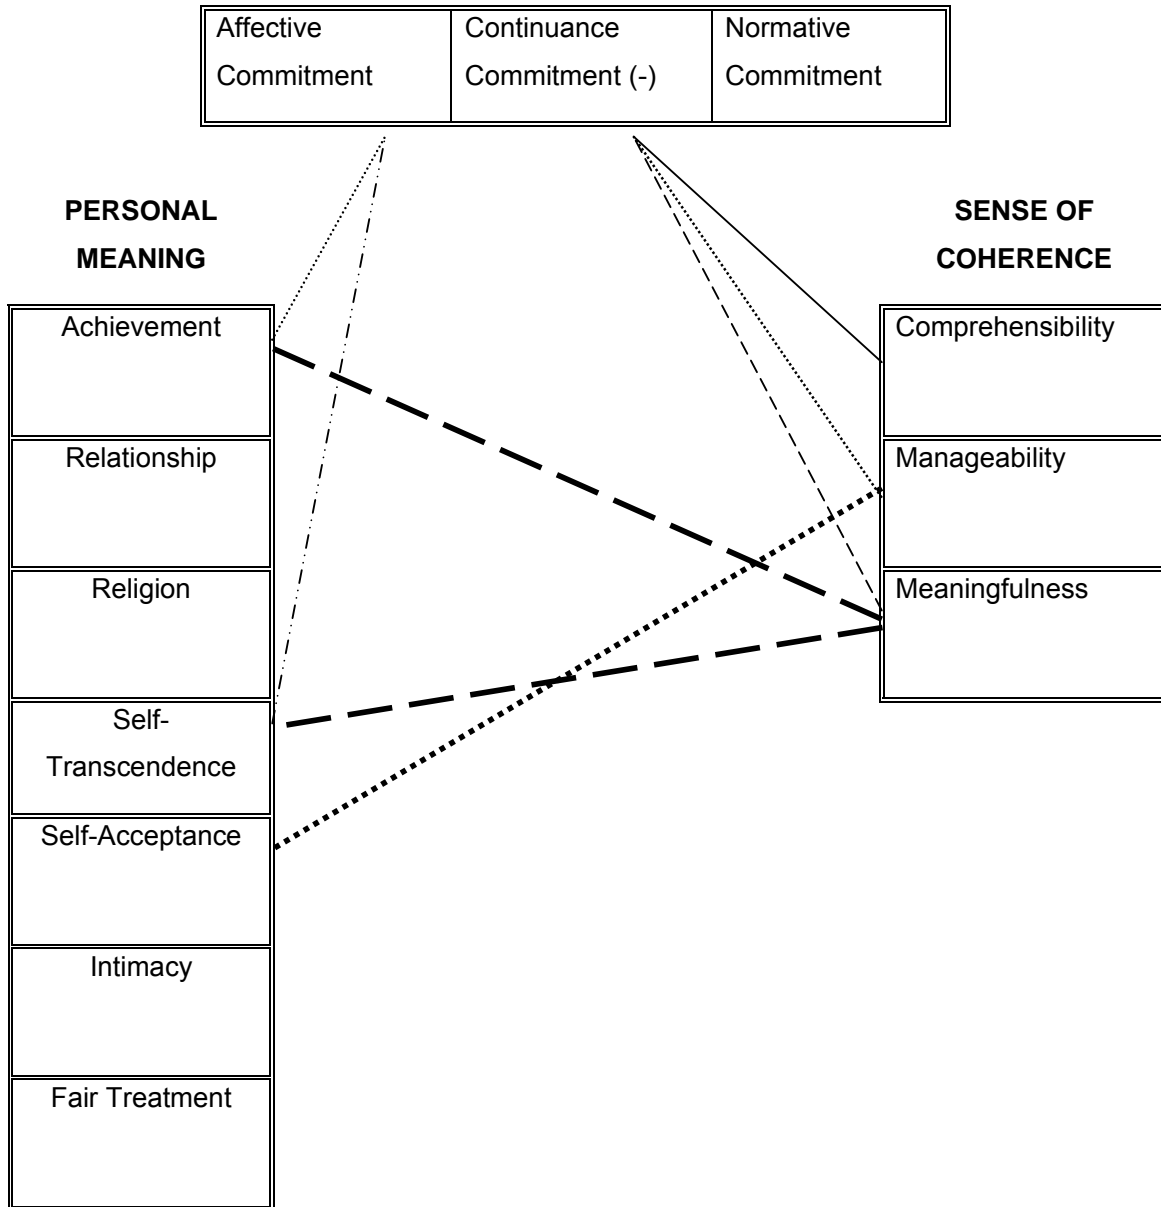 Affective
Commitment
Continuance
Commitment (-)
Normative
Commitment
PERSONAL
MEANING
Achievement
Relationship
Religion
Self-
Transcendence
Self-Acceptance
Intimacy
Fair Treatment
SENSE OF
COHERENCE
Comprehensibility
Manageability
Meaningfulness